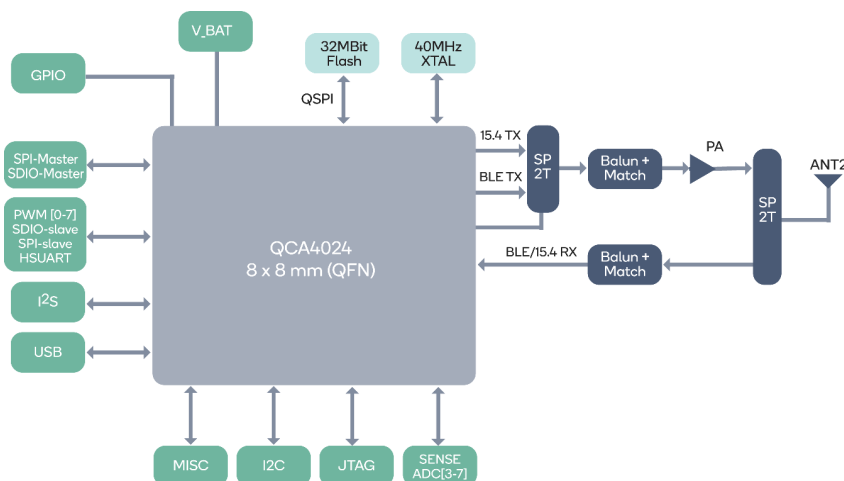 V_BAT
32MBit
Flash
40MHz
XTAL
GPIO
QSPI
15.4 TX
SP
2T
Balun +
Match
PA
ANT2
SPI-Master
SDIO-Master
BLE TX
SP
2T
PWM [0-7]
SDIO-slave
SPI-slave
HSUART
QCA4024
8 x 8 mm (QFN)
BLE/15.4 RX
Balun +
Match
I²S
USB
MISC
I2C
JTAG
SENSE
ADC[3-7]